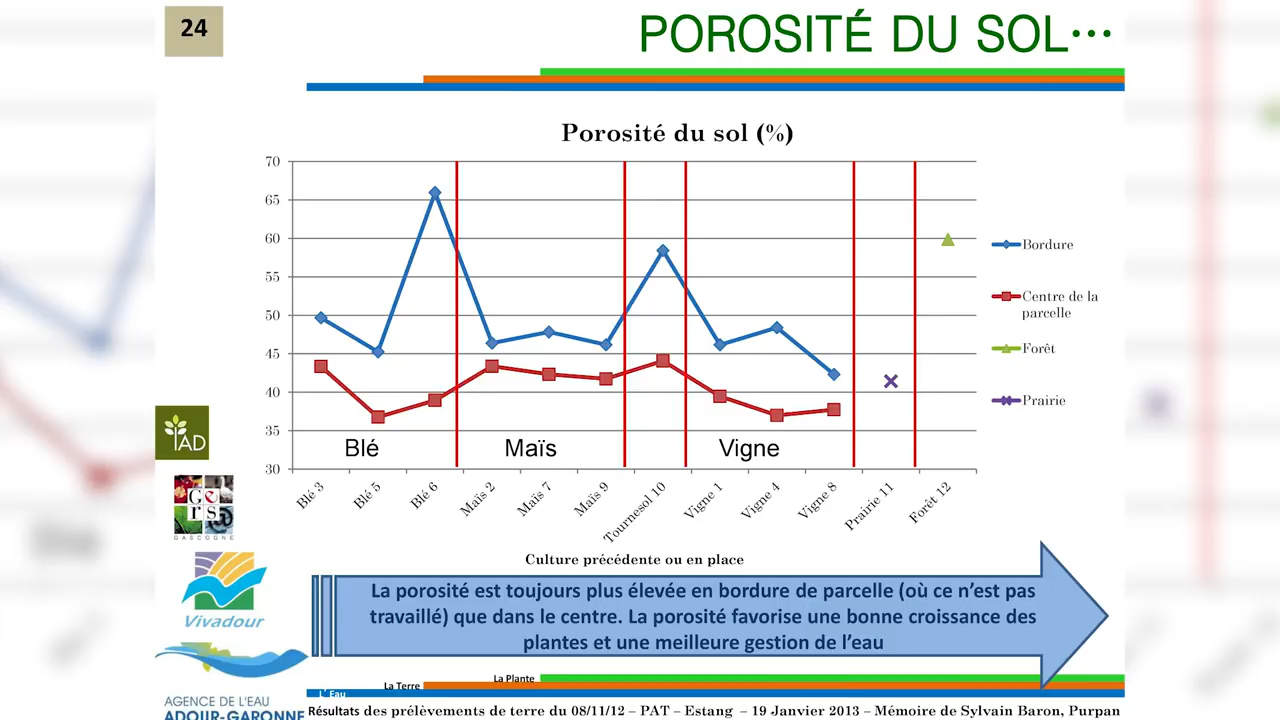 24
POROSITÉ DU SOL…
Porosité du sol (%)
70
65
60
55
50
45
40
35
30
Bordure
Centre de la
parcelle
Forêt
Prairie
Blé
Maïs
Vigne
Blé 3
Blé 5
Blé 6
Maïs 2
Maïs 7
Maïs 9
Tournesol 10
Vigne 1
Vigne 4
Vigne 8
Prairie 11
Forêt 12
Culture précédente ou en place
IAD
Gers
GASCOGNE
Vivadour
AGENCE DE L'EAU
ADOUR-GARONNE
La porosité est toujours plus élevée en bordure de parcelle (où ce n’est pas
travaillé) que dans le centre. La porosité favorise une bonne croissance des
plantes et une meilleure gestion de l’eau
La Plante
La Terre
L’ Eau
Résultats des prélèvements de terre du 08/11/12 – PAT – Estang – 19 Janvier 2013 – Mémoire de Sylvain Baron, Purpan